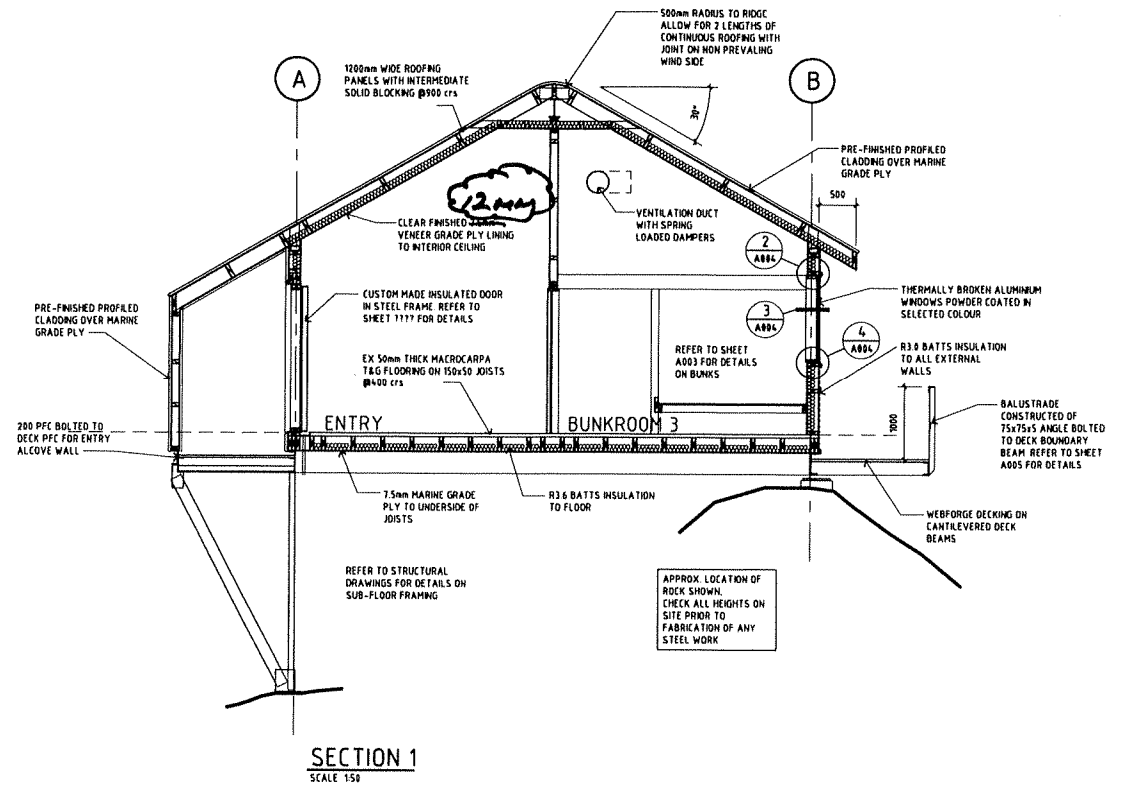 500mm RADIUS TO RIDGE
ALLOW FOR 2 LENGTHS OF
CONTINUOUS ROOFING WITH
JOINT ON NON PREVALING
WIND SIDE
A
1200mm WIDE ROOFING
PANELS WITH INTERMEDIATE
SOLID BLOCKING @900 crs
B
30°
PRE-FINISHED PROFILED
CLADDING OVER MARINE
GRADE PLY
500
12mm
CLEAR FINISHED
VENEER GRADE PLY LINING
TO INTERIOR CEILING
VENTILATION DUCT
WITH SPRING
LOADED DAMPERS
2
A004
PRE-FINISHED PROFILED
CLADDING OVER MARINE
GRADE PLY
CUSTOM MADE INSULATED DOOR
IN STEEL FRAME. REFER TO
SHEET ???? FOR DETAILS
THERMALLY BROKEN ALUMINIUM
WINDOWS POWDER COATED IN
SELECTED COLOUR
3
A004
4
A004
EX 50mm THICK MACROCARPA
T&G FLOORING ON 150x50 JOISTS
@400 crs
REFER TO SHEET
A003 FOR DETAILS
ON BUNKS
R3.0 BATTS INSULATION
TO ALL EXTERNAL
WALLS
1000
BALUSTRADE
CONSTRUCTED OF
75x75x5 ANGLE BOLTED
TO DECK BOUNDARY
BEAM. REFER TO SHEET
A005 FOR DETAILS
200 PFC BOLTED TO
DECK PFC FOR ENTRY
ALCOVE WALL
ENTRY
BUNKROOM 3
7.5mm MARINE GRADE
PLY TO UNDERSIDE OF
JOISTS
R3.6 BATTS INSULATION
TO FLOOR
WEBFORGE DECKING ON
CANTILEVERED DECK
BEAMS
REFER TO STRUCTURAL
DRAWINGS FOR DETAILS ON
SUB-FLOOR FRAMING
APPROX. LOCATION OF
ROCK SHOWN.
CHECK ALL HEIGHTS ON
SITE PRIOR TO
FABRICATION OF ANY
STEEL WORK
SECTION 1
SCALE 1:50